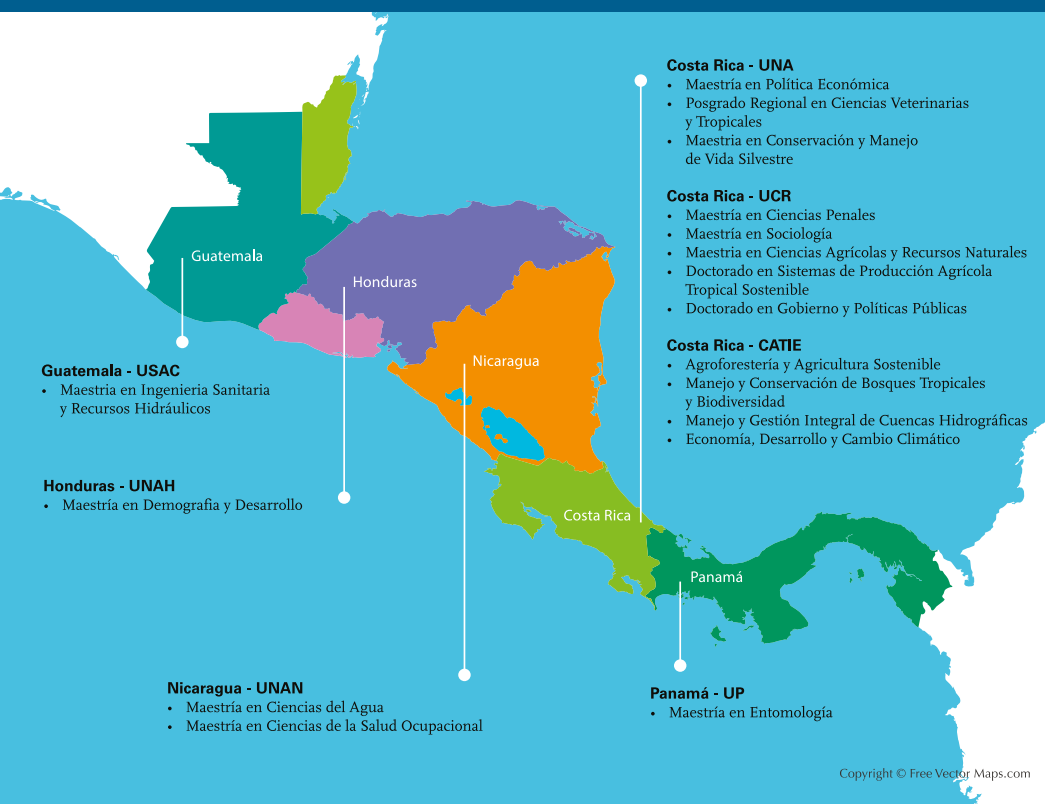 Costa Rica - UNA
• Maestría en Política Económica
• Posgrado Regional en Ciencias Veterinarias
y Tropicales
• Maestria en Conservación y Manejo
de Vida Silvestre
Costa Rica - UCR
• Maestría en Ciencias Penales
• Maestría en Sociología
• Maestria en Ciencias Agrícolas y Recursos Naturales
• Doctorado en Sistemas de Producción Agrícola
Tropical Sostenible
• Doctorado en Gobierno y Políticas Públicas
Costa Rica - CATIE
• Agroforestería y Agricultura Sostenible
• Manejo y Conservación de Bosques Tropicales
y Biodiversidad
• Manejo y Gestión Integral de Cuencas Hidrográficas
• Economía, Desarrollo y Cambio Climático
Guatemala
Honduras
Nicaragua
Costa Rica
Panamá
Guatemala - USAC
• Maestria en Ingenieria Sanitaria
y Recursos Hidráulicos
Honduras - UNAH
• Maestría en Demografia y Desarrollo
Nicaragua - UNAN
• Maestría en Ciencias del Agua
• Maestría en Ciencias de la Salud Ocupacional
Panamá - UP
• Maestría en Entomología
Copyright © Free Vector Maps.com